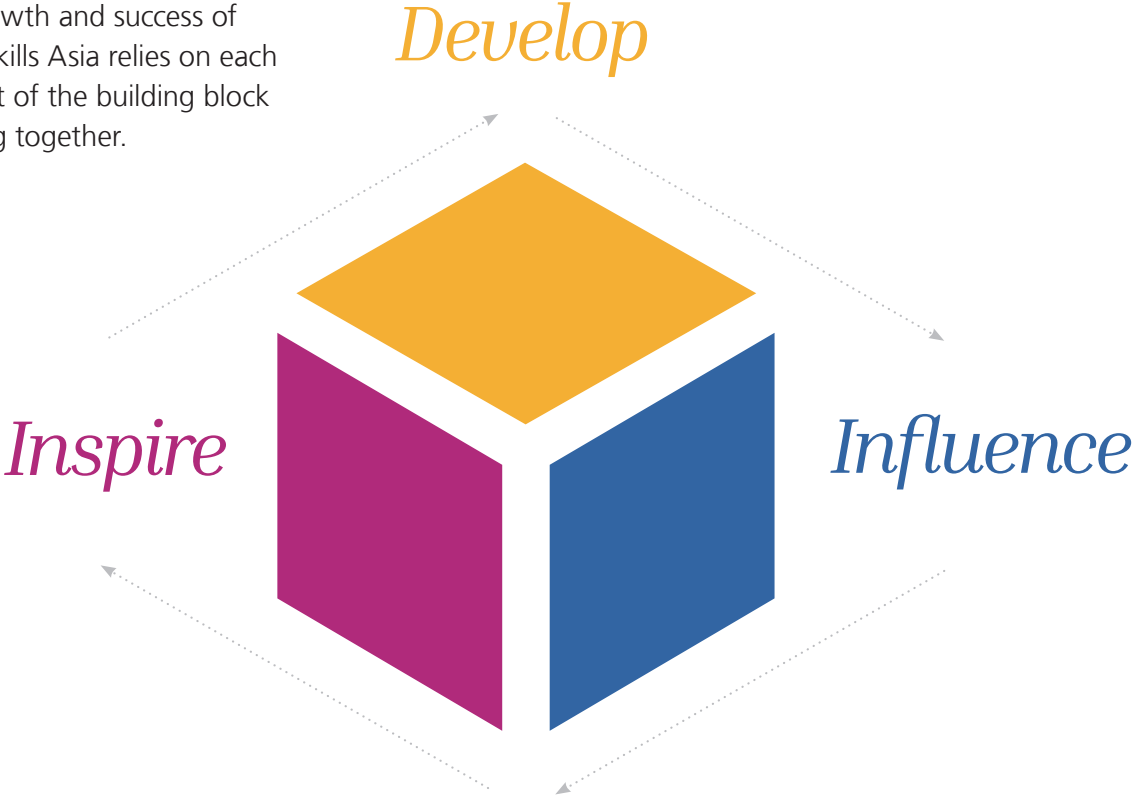 wth and success of
kills Asia relies on each
t of the building block
g together.
Develop
Inspire
Influence